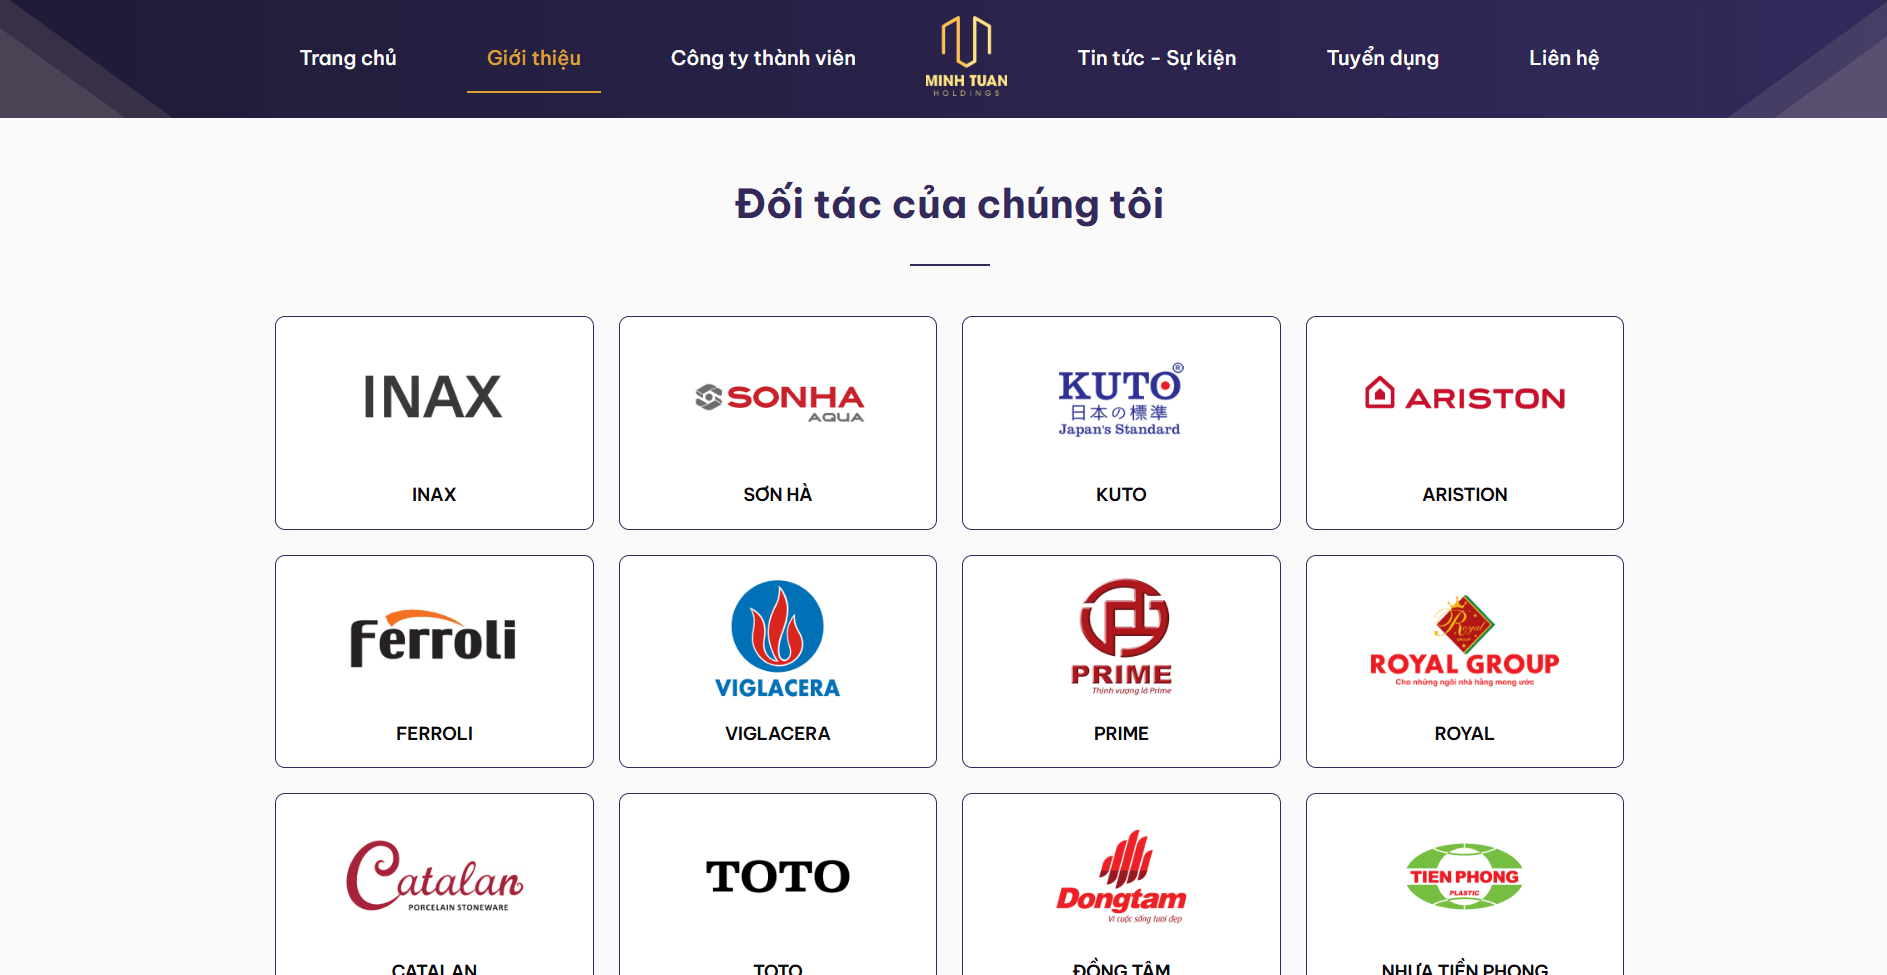 Trang chủ
Giới thiệu
Công ty thành viên
MINH TUAN
HOLDINGS
Tin tức - Sự kiện
Tuyển dụng
Liên hệ
Đối tác của chúng tôi
INAX
SONHA
AQUA
KUTO®
日本の標準
Japan's Standard
ARISTON
INAX
SƠN HÀ
KUTO
ARISTION
Ferroli
VIGLACERA
PRIME
Thịnh vượng là Prime
Royal
GROUP
ROYAL GROUP
Cho những ngôi nhà hằng mong ước
FERROLI
VIGLACERA
PRIME
ROYAL
Catalan
PORCELAIN STONEWARE
TOTO
Dongtam
Vì cuộc sống tươi đẹp
TIEN PHONG
PLASTIC
CATALAN
TOTO
ĐỒNG TÂM
NHỰA TIỀN PHONG